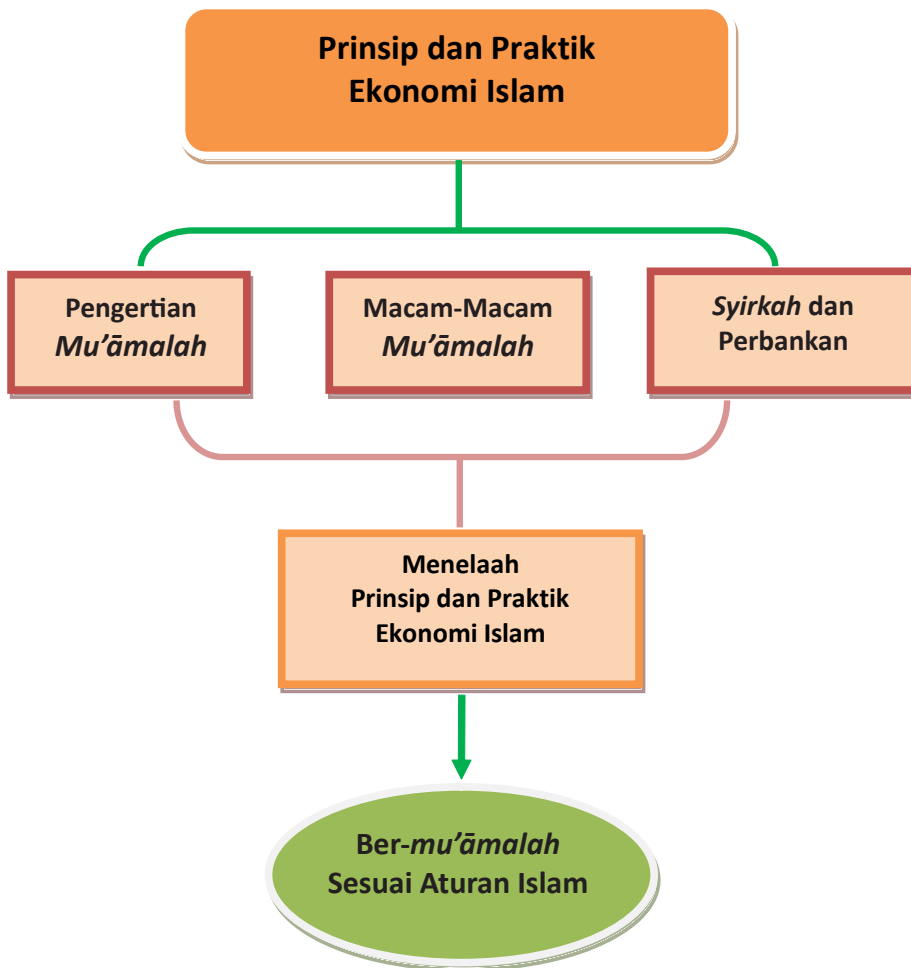 Prinsip dan Praktik
Ekonomi Islam
Pengertian
Mu’āmalah
Macam-Macam
Mu’āmalah
Syirkah dan
Perbankan
Menelaah
Prinsip dan Praktik
Ekonomi Islam
Ber-mu’āmalah
Sesuai Aturan Islam